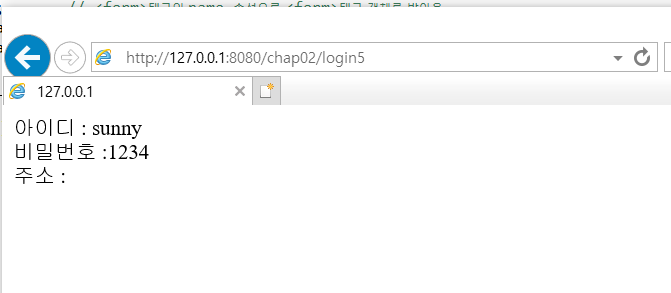 http://127.0.0.1:8080/chap02/login5
127.0.0.1
아이디 : sunny
비밀번호 :1234
주소 :